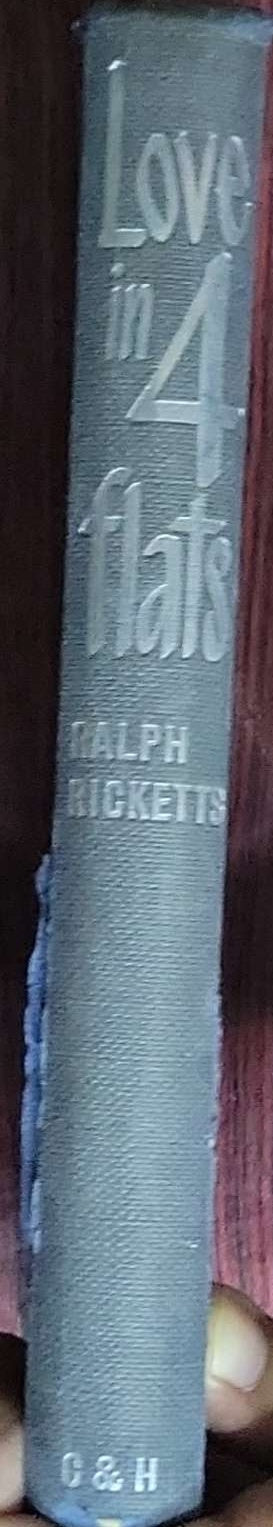 Love
in 4
flats
RALPH
RICKETTS
C & H